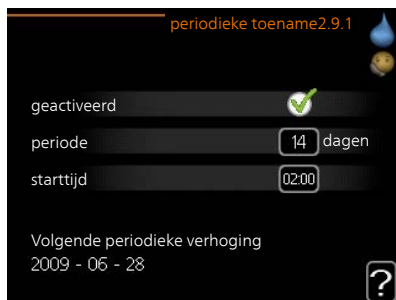 periodieke toename2.9.1
geactiveerd
periode 14 dagen
starttijd 02:00
Volgende periodieke verhoging
2009 - 06 - 28
?